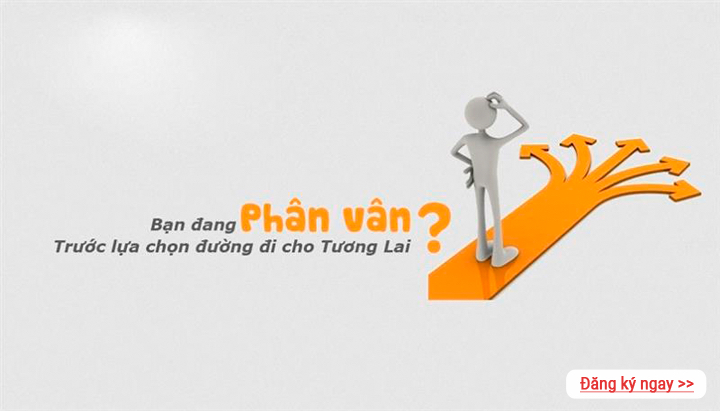 Bạn đang Phân vân?
Trước lựa chọn đường đi cho Tương Lai
Đăng ký ngay >>